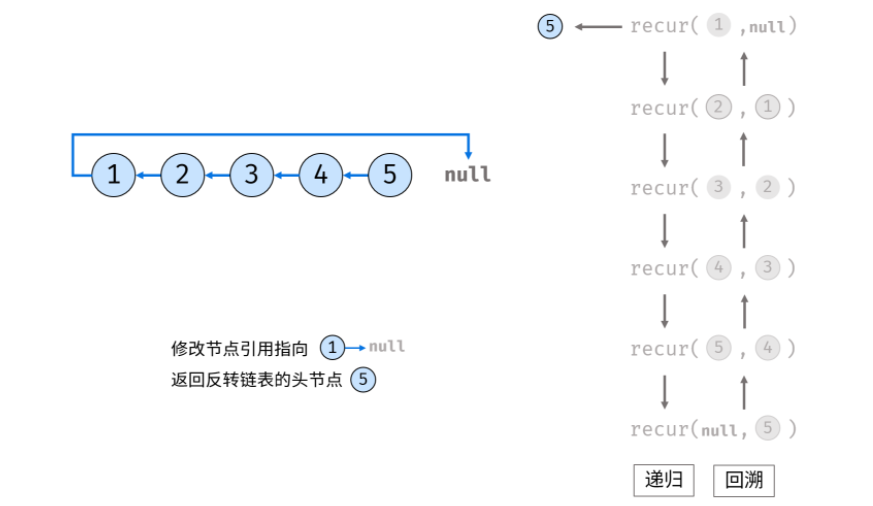 1 2 3 4 5 null
修改节点引用指向 1 null
返回反转链表的头节点 5
5 recur( 1 ,null)
recur( 2 , 1 )
recur( 3 , 2 )
recur( 4 , 3 )
recur( 5 , 4 )
recur(null, 5 )
递归 回溯